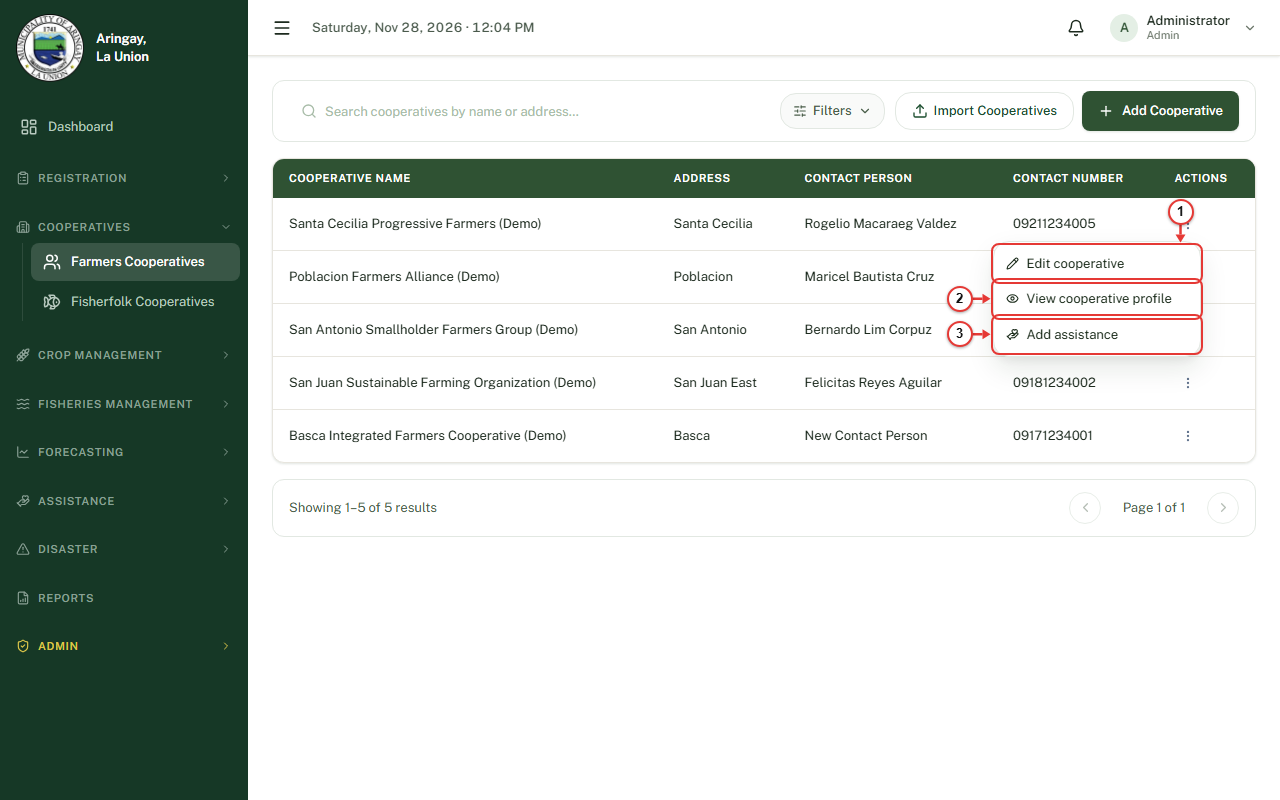 MUNICIPALITY OF ARINGAY
1741
LA UNION
Aringay,
La Union
Dashboard
REGISTRATION
COOPERATIVES
Farmers Cooperatives
Fisherfolk Cooperatives
CROP MANAGEMENT
FISHERIES MANAGEMENT
FORECASTING
ASSISTANCE
DISASTER
REPORTS
ADMIN
Saturday, Nov 28, 2026 · 12:04 PM
A
Administrator
Admin
Search cooperatives by name or address...
Filters
Import Cooperatives
Add Cooperative
COOPERATIVE NAME ADDRESS CONTACT PERSON CONTACT NUMBER ACTIONS
Santa Cecilia Progressive Farmers (Demo) Santa Cecilia Rogelio Macaraeg Valdez 09211234005
1
Edit cooperative
Poblacion Farmers Alliance (Demo) Poblacion Maricel Bautista Cruz
2 View cooperative profile
San Antonio Smallholder Farmers Group (Demo) San Antonio Bernardo Lim Corpuz
3 Add assistance
San Juan Sustainable Farming Organization (Demo) San Juan East Felicitas Reyes Aguilar 09181234002
Basca Integrated Farmers Cooperative (Demo) Basca New Contact Person 09171234001
Showing 1–5 of 5 results
Page 1 of 1